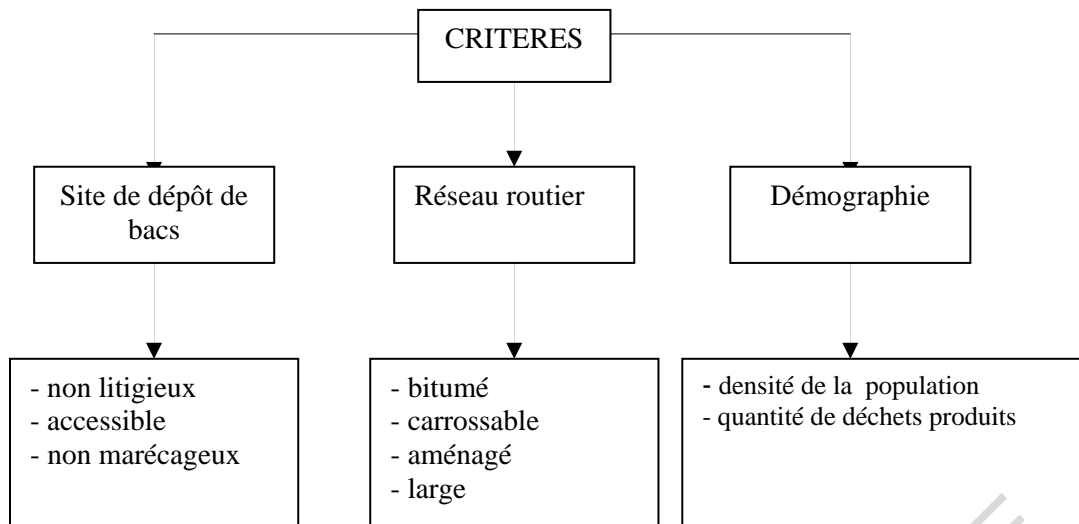 CRITERES
Site de dépôt de
bacs
Réseau routier
Démographie
- non litigieux
- accessible
- non marécageux
- bitumé
- carrossable
- aménagé
- large
- densité de la population
- quantité de déchets produits